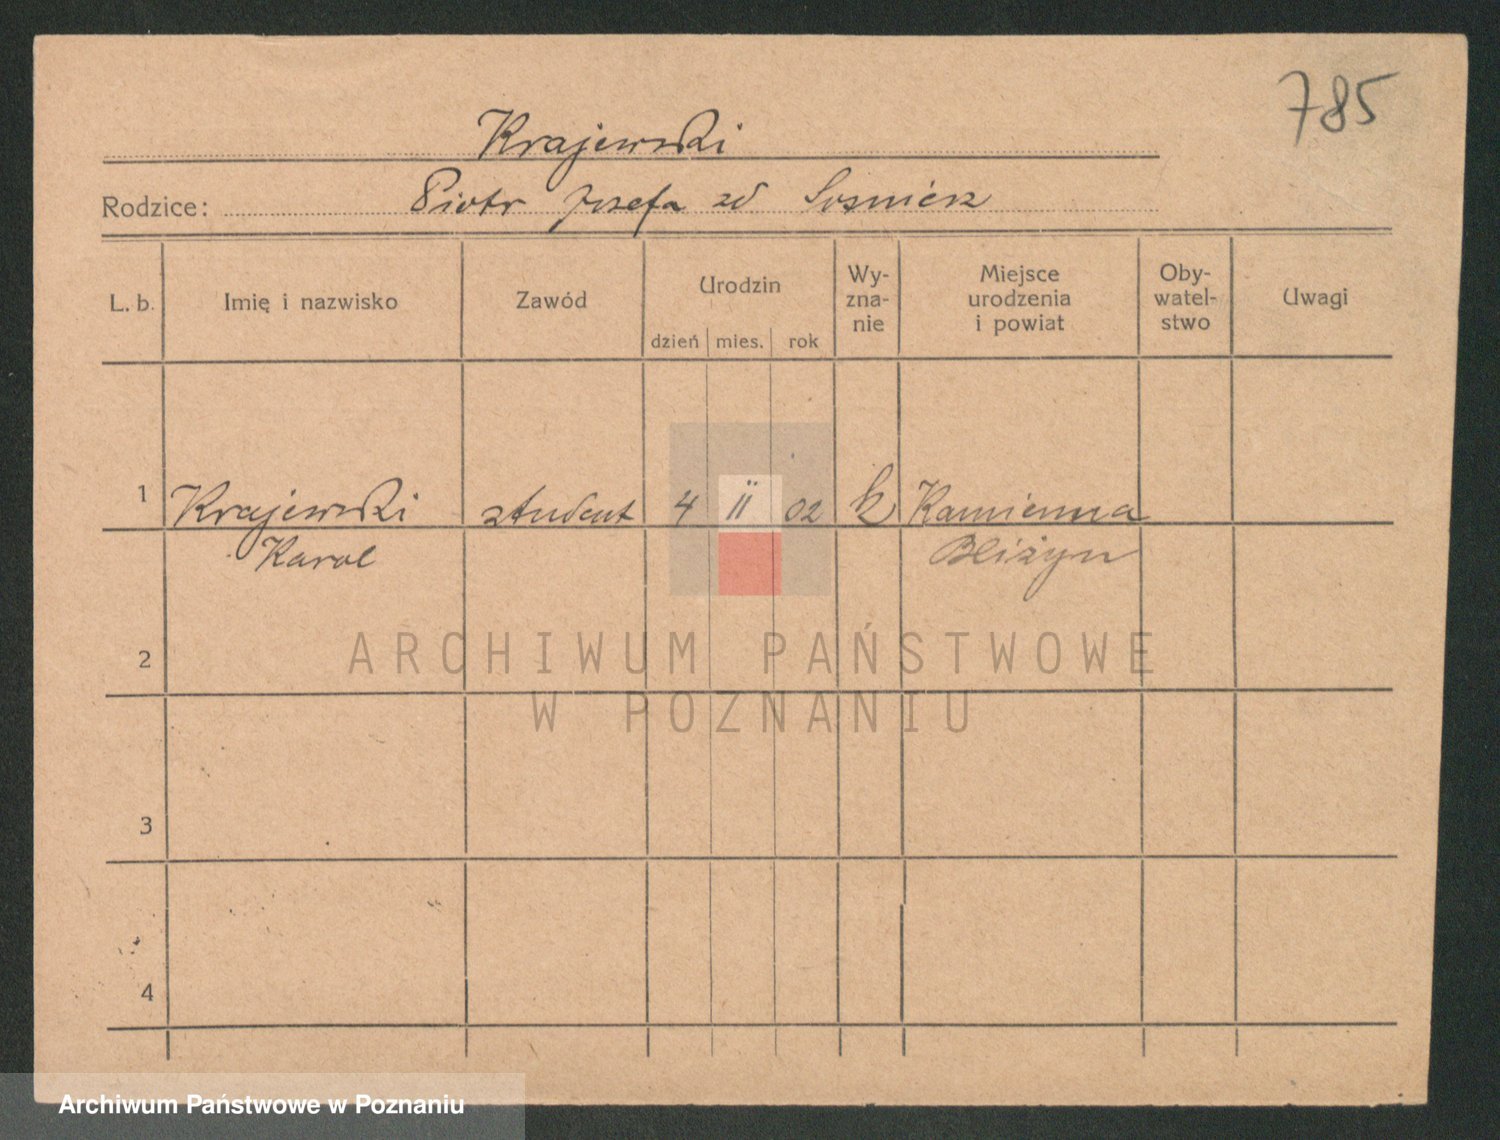 785
Krajewski
Rodzice: Piotr Józefa zd Sośnierz
L. b. Imię i nazwisko Zawód Urodzin Wy- zna- nie Miejsce urodzenia i powiat Oby- watel- stwo Uwagi
dzień mies. rok
1 Krajewski student 4 II 02 k Kamienna
Karol Bliżyn
2
ARCHIWUM PAŃSTWOWE
W POZNANIU
3
4
Archiwum Państwowe w Poznaniu